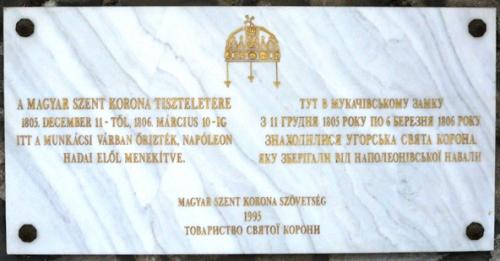 A MAGYAR SZENT KORONA TISZTELETÉRE
1805. DECEMBER 11-TŐL, 1806. MÁRCIUS 10-IG
ITT A MUNKÁCSI VÁRBAN ŐRIZTÉK, NAPÓLEON
HADAI ELŐL MENEKÍTVE.
ТУТ В МУКАЧІВСЬКОМУ ЗАМКУ
З 11 ГРУДНЯ 1805 РОКУ ПО 6 БЕРЕЗНЯ 1806 РОКУ
ЗНАХОДИЛИСЯ УГОРСЬКА СВЯТА КОРОНА,
ЯКУ ЗБЕРІГАЛИ ВІД НАПОЛЕОНІВСЬКОЇ НАВАЛИ
MAGYAR SZENT KORONA SZÖVETSÉG
1995
ТОВАРИСТВО СВЯТОЇ КОРОНИ